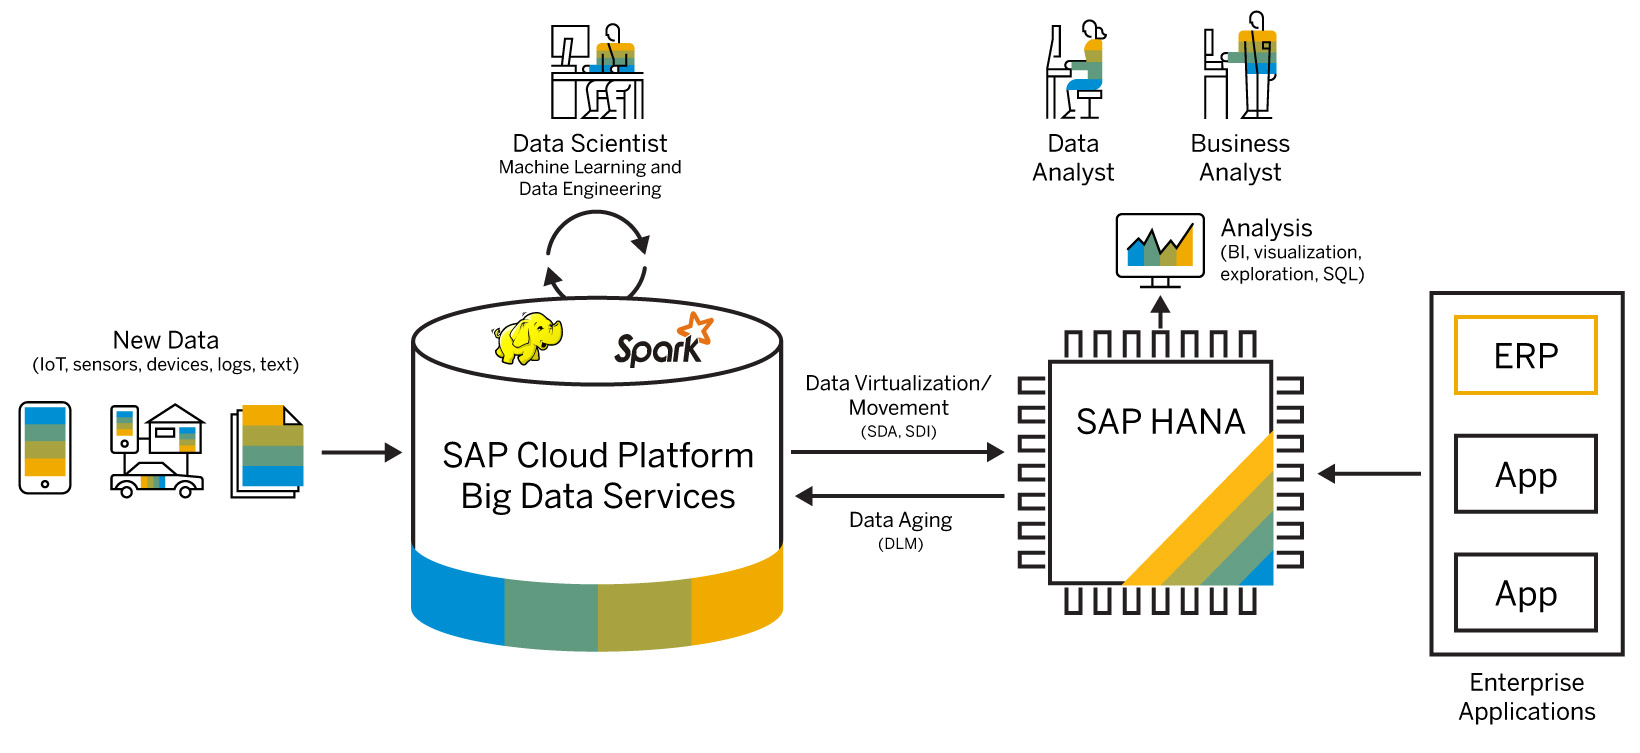 Data Scientist
Machine Learning and
Data Engineering
Data
Analyst
Business
Analyst
Analysis
(BI, visualization,
exploration, SQL)
New Data
(IoT, sensors, devices, logs, text)
Spark
SAP Cloud Platform
Big Data Services
Data Virtualization/
Movement
(SDA, SDI)
Data Aging
(DLM)
SAP HANA
ERP
App
App
Enterprise
Applications